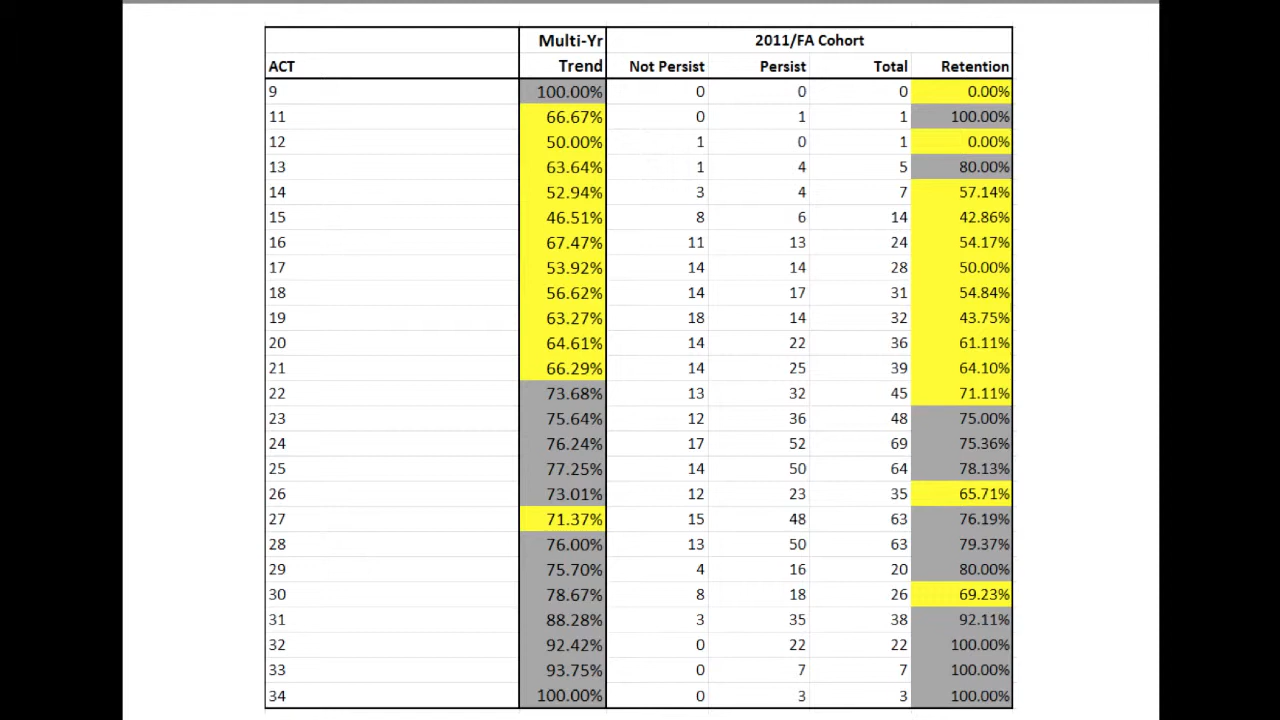 Multi-Yr 2011/FA Cohort
ACT Trend Not Persist Persist Total Retention
9 100.00% 0 0 0 0.00%
11 66.67% 0 1 1 100.00%
12 50.00% 1 0 1 0.00%
13 63.64% 1 4 5 80.00%
14 52.94% 3 4 7 57.14%
15 46.51% 8 6 14 42.86%
16 67.47% 11 13 24 54.17%
17 53.92% 14 14 28 50.00%
18 56.62% 14 17 31 54.84%
19 63.27% 18 14 32 43.75%
20 64.61% 14 22 36 61.11%
21 66.29% 14 25 39 64.10%
22 73.68% 13 32 45 71.11%
23 75.64% 12 36 48 75.00%
24 76.24% 17 52 69 75.36%
25 77.25% 14 50 64 78.13%
26 73.01% 12 23 35 65.71%
27 71.37% 15 48 63 76.19%
28 76.00% 13 50 63 79.37%
29 75.70% 4 16 20 80.00%
30 78.67% 8 18 26 69.23%
31 88.28% 3 35 38 92.11%
32 92.42% 0 22 22 100.00%
33 93.75% 0 7 7 100.00%
34 100.00% 0 3 3 100.00%